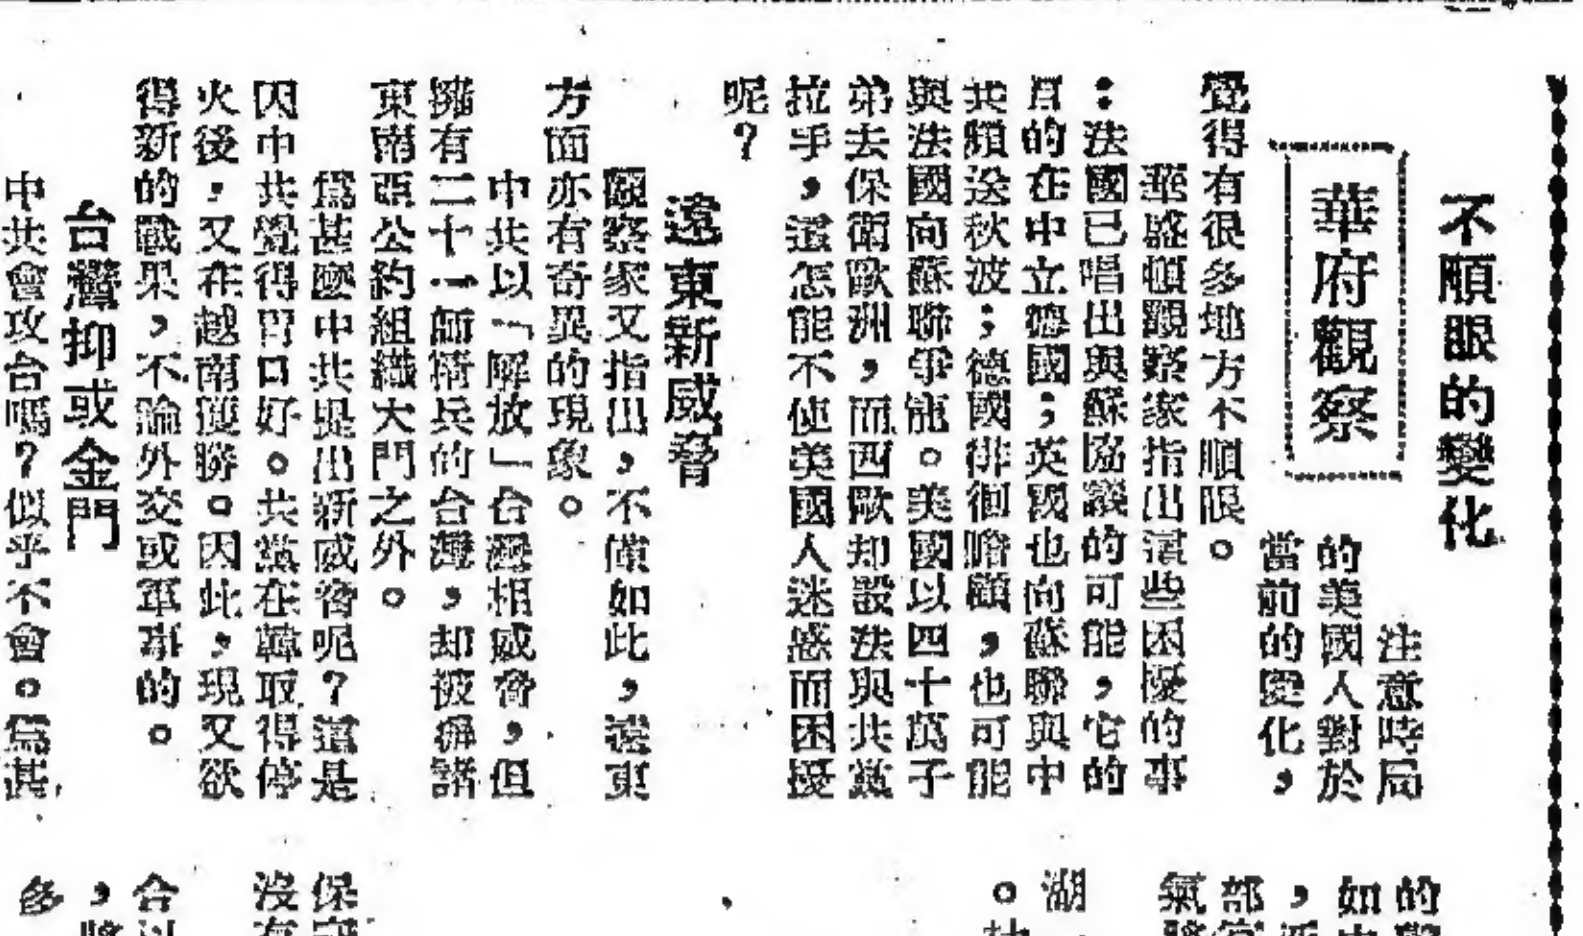 不順眼的變化
華府觀察
注意時局
的美國人對於
當前的變化，
覺得有很多地方不順眼。
華盛頓觀察家指出這些困擾的事
：法國已唱出與蘇協議的可能，它的
目的在中立德國；英國也向蘇聯與中
共頻送秋波；德國徘徊瞻顧，也可能
與法國向蘇聯爭寵。美國以四十萬子
弟去保衛歐洲，而西歐却設法與共黨
拉手，這怎能不使美國人迷惑而困擾
呢？
遠東新威脅
觀察家又指出，不僅如此，遠東
方面亦有奇異的現象。
中共以「解放」台灣相威脅，但
擁有二十一師精兵的台灣，却被摒諸
東南亞公約組織大門之外。
爲甚麼中共提出新威脅呢？這是
因中共覺得胃口好。共黨在韓取得停
火後，又在越南獲勝。因此，現又欲
得新的戰果，不論外交或軍事的。
台灣抑或金門
中共會攻台嗎？似乎不會。爲甚
的
如
，
部
氣
湖
。
保
沒
合
，
多